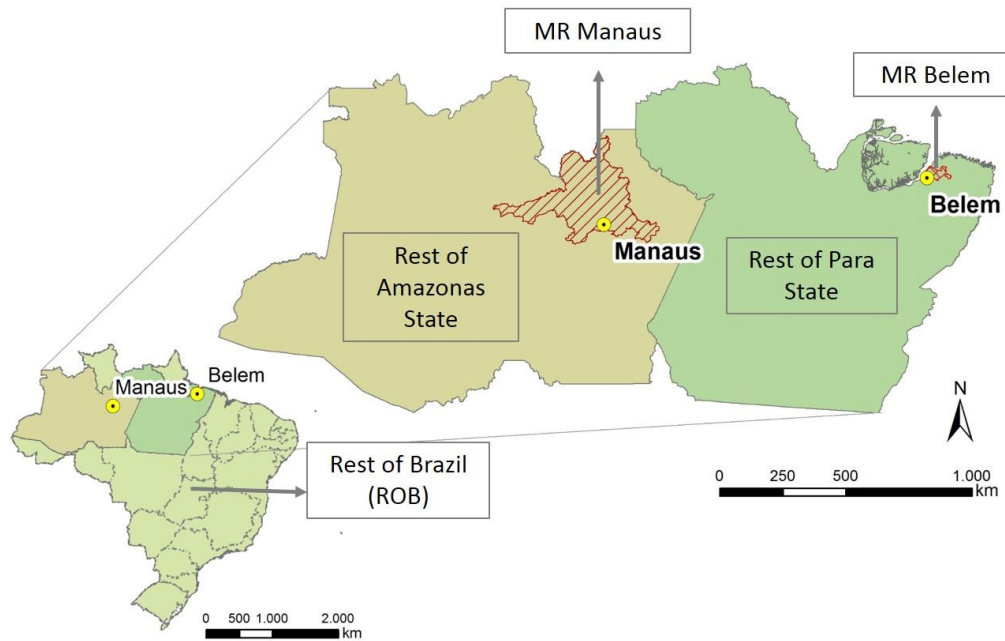 MR Manaus
MR Belem
Belem
Manaus
Rest of
Amazonas
State
Rest of Para
State
Belem
Manaus
N
Rest of Brazil
(ROB)
0 250 500 1.000
km
0 500 1.000 2.000
km